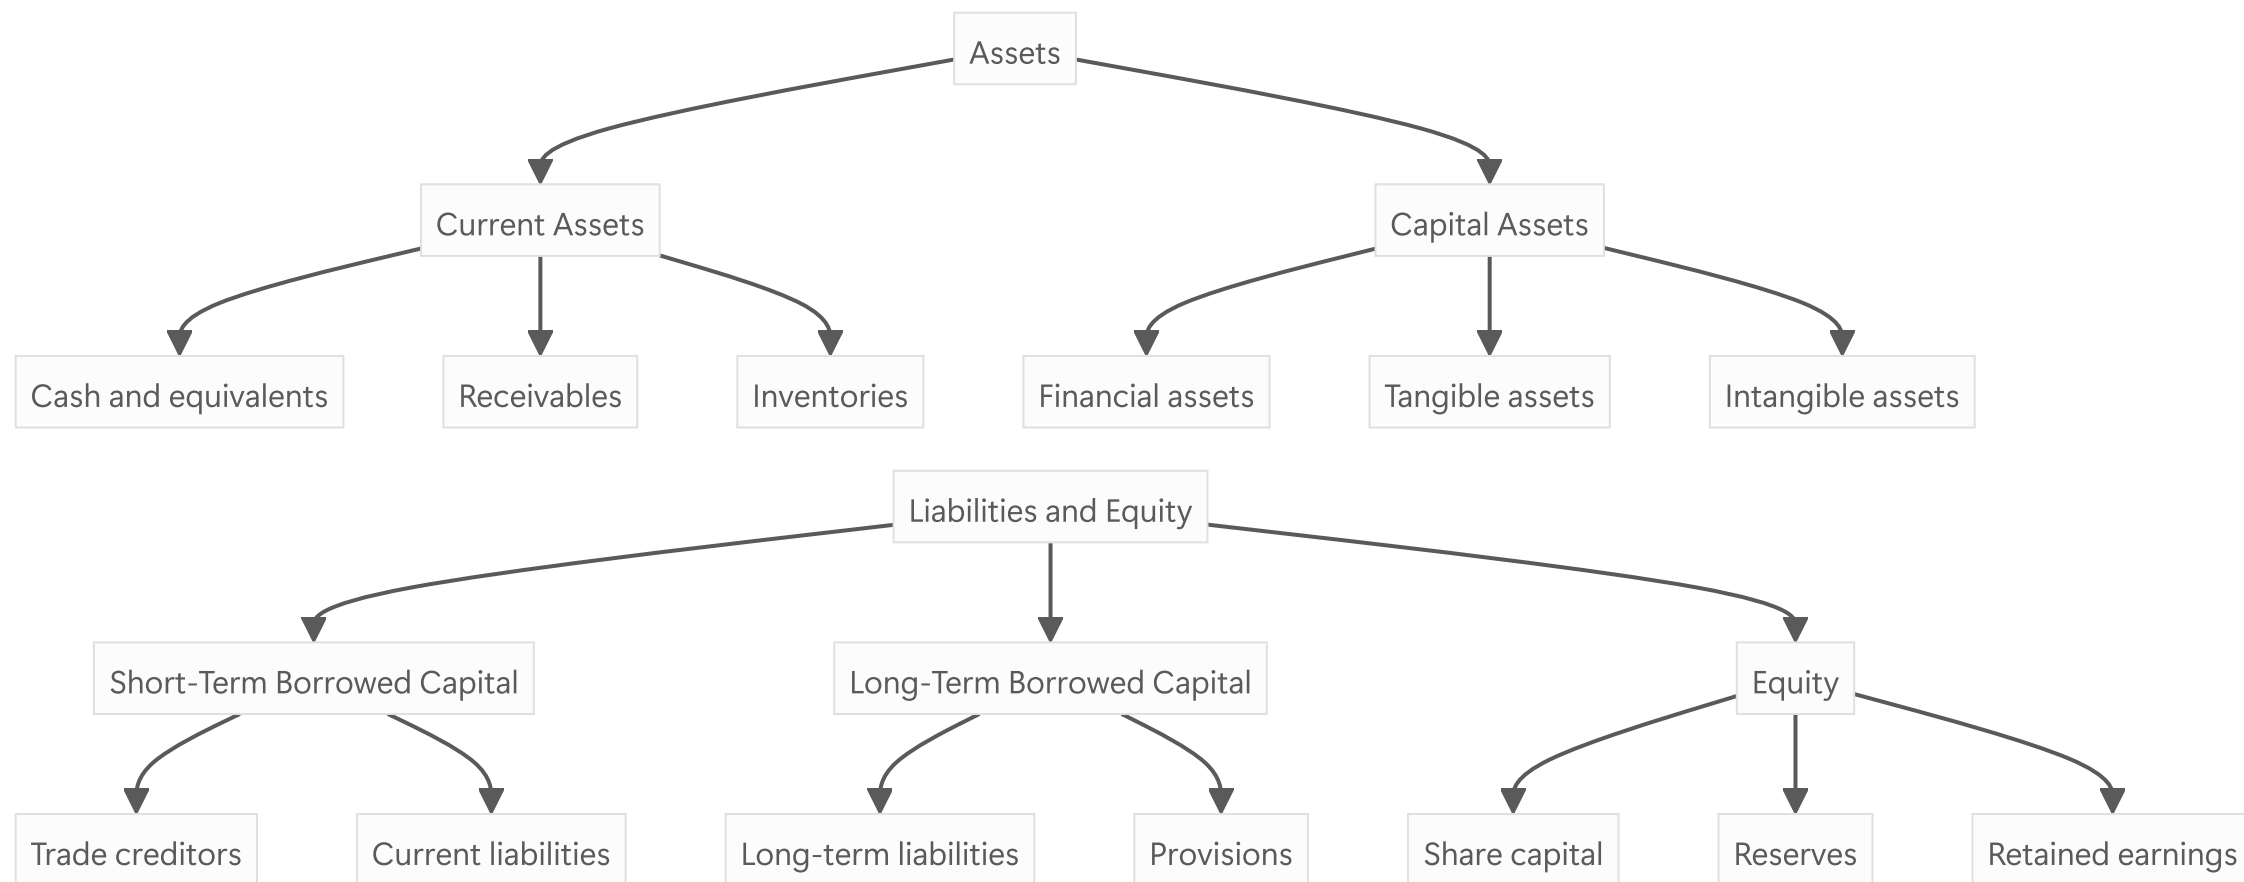 Assets
Current Assets
Capital Assets
Cash and equivalents
Receivables
Inventories
Financial assets
Tangible assets
Intangible assets
Liabilities and Equity
Short-Term Borrowed Capital
Long-Term Borrowed Capital
Equity
Trade creditors
Current liabilities
Long-term liabilities
Provisions
Share capital
Reserves
Retained earnings